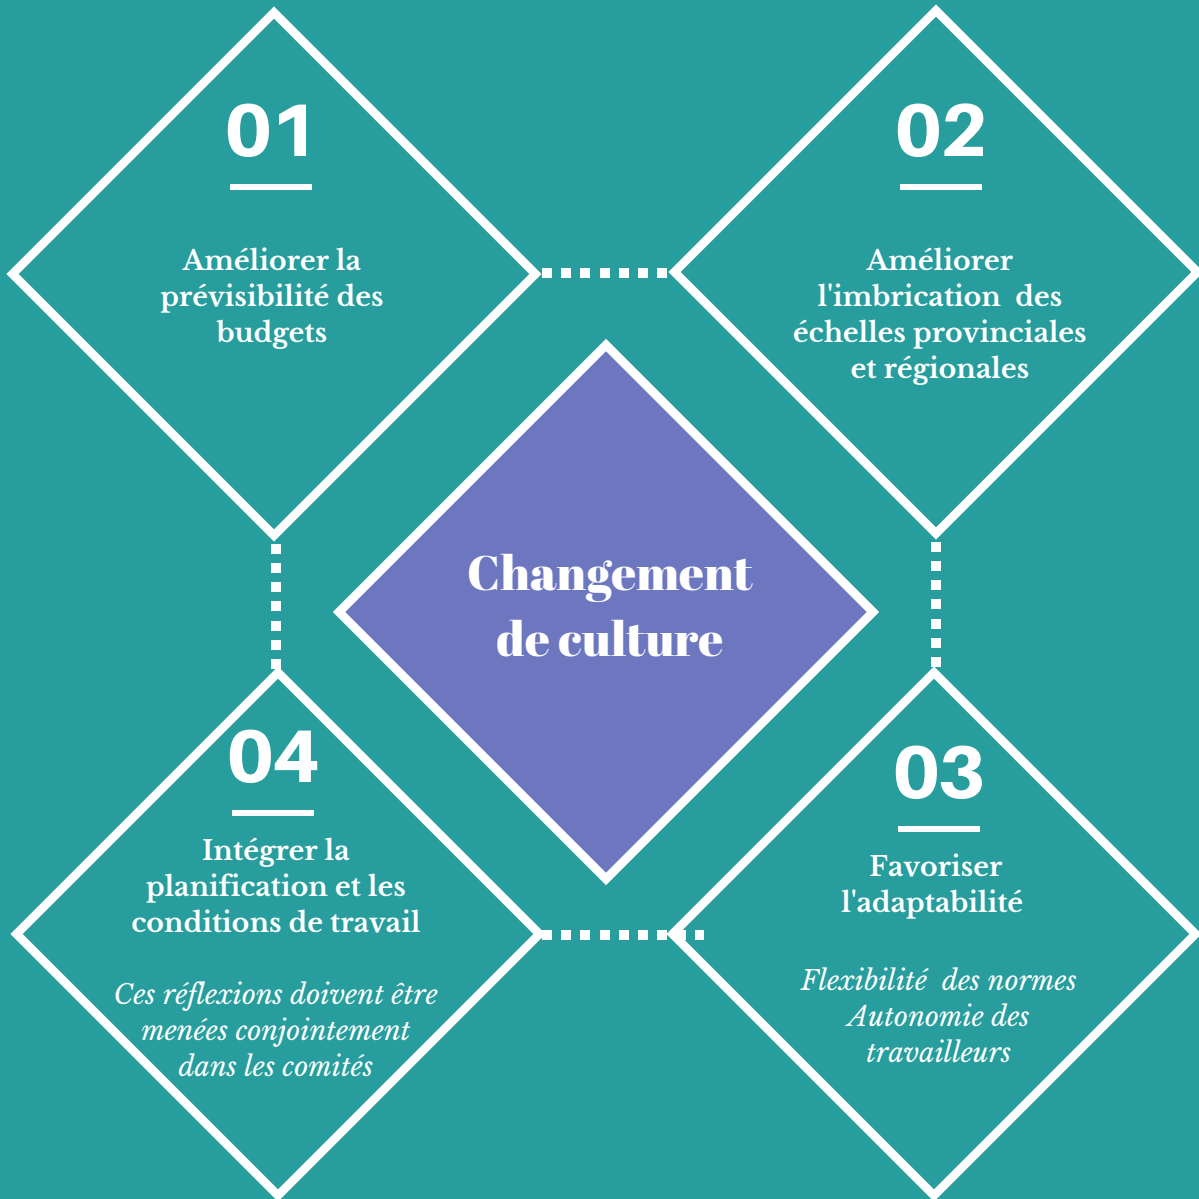 01
Améliorer la
prévisibilité des
budgets
02
Améliorer
l'imbrication  des
échelles provinciales
et régionales
Changement
de culture
04
Intégrer la
planification et les
conditions de travail
Ces réflexions doivent être
menées conjointement
dans les comités
03
Favoriser
l'adaptabilité
Flexibilité  des normes
Autonomie des
travailleurs